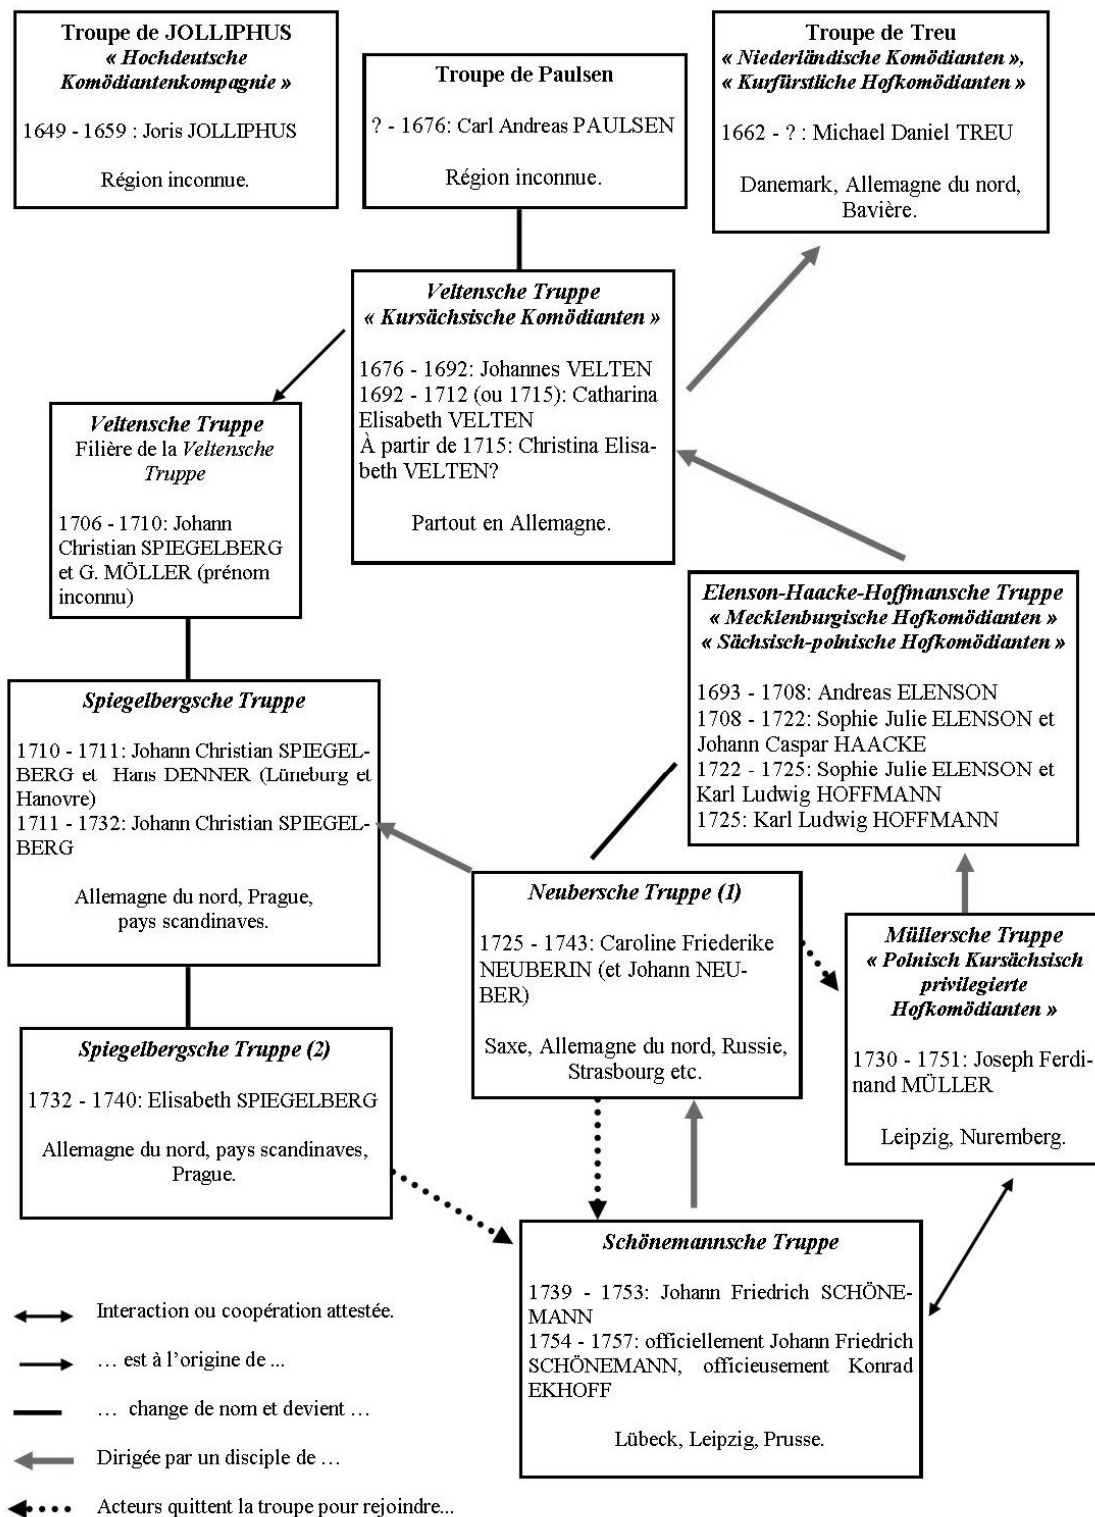 Troupe de JOLLIPHUS
« Hochdeutsche
Komödiantenkompagnie »
1649 - 1659 : Joris JOLLIPHUS
Région inconnue.
Troupe de Paulsen
? - 1676: Carl Andreas PAULSEN
Région inconnue.
Troupe de Treu
« Niederländische Komödianten »,
« Kurfürstliche Hofkomödianten »
1662 - ? : Michael Daniel TREU
Danemark, Allemagne du nord,
Bavière.
Veltensche Truppe
« Kursächsische Komödianten »
1676 - 1692: Johannes VELTEN
1692 - 1712 (ou 1715): Catharina
Elisabeth VELTEN
À partir de 1715: Christina Elisa-
beth VELTEN?
Partout en Allemagne.
Veltensche Truppe
Filière de la Veltensche
Truppe
1706 - 1710: Johann
Christian SPIEGELBERG
et G. MÖLLER (prénom
inconnu)
Elenson-Haacke-Hoffmansche Truppe
« Mecklenburgische Hofkomödianten »
« Sächsisch-polnische Hofkomödianten »
1693 - 1708: Andreas ELENSON
1708 - 1722: Sophie Julie ELENSON et
Johann Caspar HAACKE
1722 - 1725: Sophie Julie ELENSON et
Karl Ludwig HOFFMANN
1725: Karl Ludwig HOFFMANN
Spiegelbergsche Truppe
1710 - 1711: Johann Christian SPIEGEL-
BERG et Hans DENNER (Lüneburg et
Hanovre)
1711 - 1732: Johann Christian SPIEGEL-
BERG
Allemagne du nord, Prague,
pays scandinaves.
Neubersche Truppe (1)
1725 - 1743: Caroline Friederike
NEUBERIN (et Johann NEU-
BER)
Saxe, Allemagne du nord, Russie,
Strasbourg etc.
Müllersche Truppe
« Polnisch Kursächsisch
privilegierte
Hofkomödianten »
1730 - 1751: Joseph Ferdi-
nand MÜLLER
Leipzig, Nuremberg.
Spiegelbergsche Truppe (2)
1732 - 1740: Elisabeth SPIEGELBERG
Allemagne du nord, pays scandinaves,
Prague.
Schönemannsche Truppe
1739 - 1753: Johann Friedrich SCHÖNE-
MANN
1754 - 1757: officiellement Johann Friedrich
SCHÖNEMANN, officieusement Konrad
EKHOFF
Lübeck, Leipzig, Prusse.
Interaction ou coopération attestée.
… est à l'origine de ...
… change de nom et devient …
Dirigée par un disciple de …
Acteurs quittent la troupe pour rejoindre...